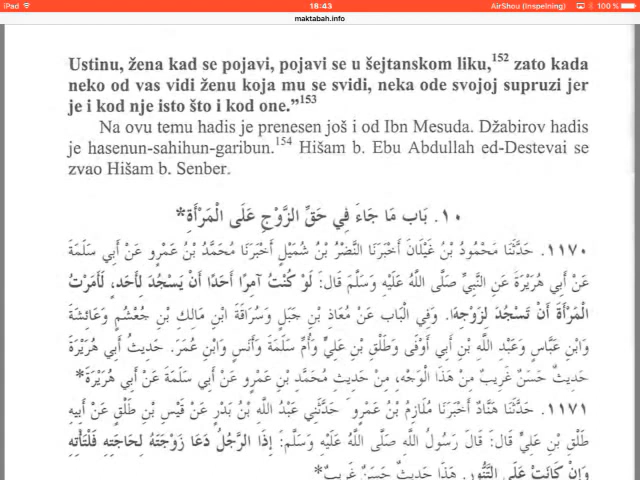 iPad 18:43 AirShou (Inspelning) 100 %
maktabah.info
Ustinu, žena kad se pojavi, pojavi se u šejtanskom liku,152 zato kada
neko od vas vidi ženu koja mu se svidi, neka ode svojoj supruzi jer
je i kod nje isto što i kod one.”153
Na ovu temu hadis je prenesen još i od Ibn Mesuda. Džabirov hadis
je hasenun-sahihun-garibun.154 Hišam b. Ebu Abdullah ed-Destevai se
zvao Hišam b. Senber.
١٠. بَاب مَا جَاءَ فِي حَقِّ الزَّوْجِ عَلَى الْمَرْأَةِ*
١١٧٠. حَدَّثَنَا مَحْمُودُ بْنُ غَيْلَانَ أَخْبَرَنَا النَّضْرُ بْنُ شُمَيْلٍ أَخْبَرَنَا مُحَمَّدُ بْنُ عَمْرٍو عَنْ أَبِي سَلَمَةَ
عَنْ أَبِي هُرَيْرَةَ عَنِ النَّبِيِّ صَلَّى اللَّهُ عَلَيْهِ وَسَلَّمَ قَالَ: لَوْ كُنْتُ آمِرًا أَحَدًا أَنْ يَسْجُدَ لِأَحَدٍ، لَأَمَرْتُ
الْمَرْأَةَ أَنْ تَسْجُدَ لِزَوْجِهَا. وَفِي الْبَاب عَنْ مُعَاذِ بْنِ جَبَلٍ وَسُرَاقَةَ ابْنِ مَالِكِ بْنِ جُعْشُمٍ وَعَائِشَةَ
وَابْنِ عَبَّاسٍ وَعَبْدِ اللَّهِ بْنِ أَبِي أَوْفَى وَطَلْقِ بْنِ عَلِيٍّ وَأُمِّ سَلَمَةَ وَأَنَسٍ وَابْنِ عُمَرَ. حَدِيثُ أَبِي هُرَيْرَةَ
حَدِيثٌ حَسَنٌ غَرِيبٌ مِنْ هَذَا الْوَجْهِ، مِنْ حَدِيثِ مُحَمَّدِ بْنِ عَمْرٍو عَنْ أَبِي سَلَمَةَ عَنْ أَبِي هُرَيْرَةَ*
١١٧١. حَدَّثَنَا هَنَّادٌ أَخْبَرَنَا مُلَازِمُ بْنُ عَمْرٍو حَدَّثَنِي عَبْدُ اللَّهِ بْنُ بَدْرٍ عَنْ قَيْسِ بْنِ طَلْقٍ عَنْ أَبِيهِ
طَلْقِ بْنِ عَلِيٍّ قَالَ: قَالَ رَسُولُ اللَّهِ صَلَّى اللَّهُ عَلَيْهِ وَسَلَّمَ: إِذَا الرَّجُلُ دَعَا زَوْجَتَهُ لِحَاجَتِهِ فَلْتَأْتِهِ
وَإِنْ كَانَتْ عَلَى التَّنُّورِ. هَذَا حَدِيثٌ حَسَنٌ غَرِيبٌ*